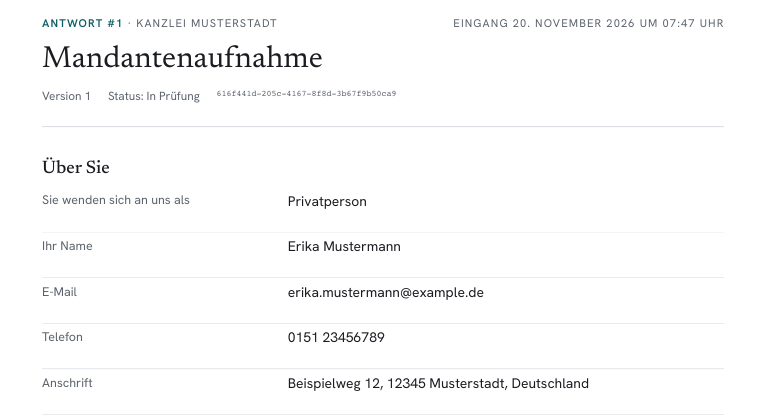 ANTWORT #1 · KANZLEI MUSTERSTADT
EINGANG 20. NOVEMBER 2026 UM 07:47 UHR
Mandantenaufnahme
Version 1 Status: In Prüfung 616f441d-205c-4167-8f8d-3b67f9b50ca9
Über Sie
Sie wenden sich an uns als Privatperson
Ihr Name Erika Mustermann
E-Mail erika.mustermann@example.de
Telefon 0151 23456789
Anschrift Beispielweg 12, 12345 Musterstadt, Deutschland